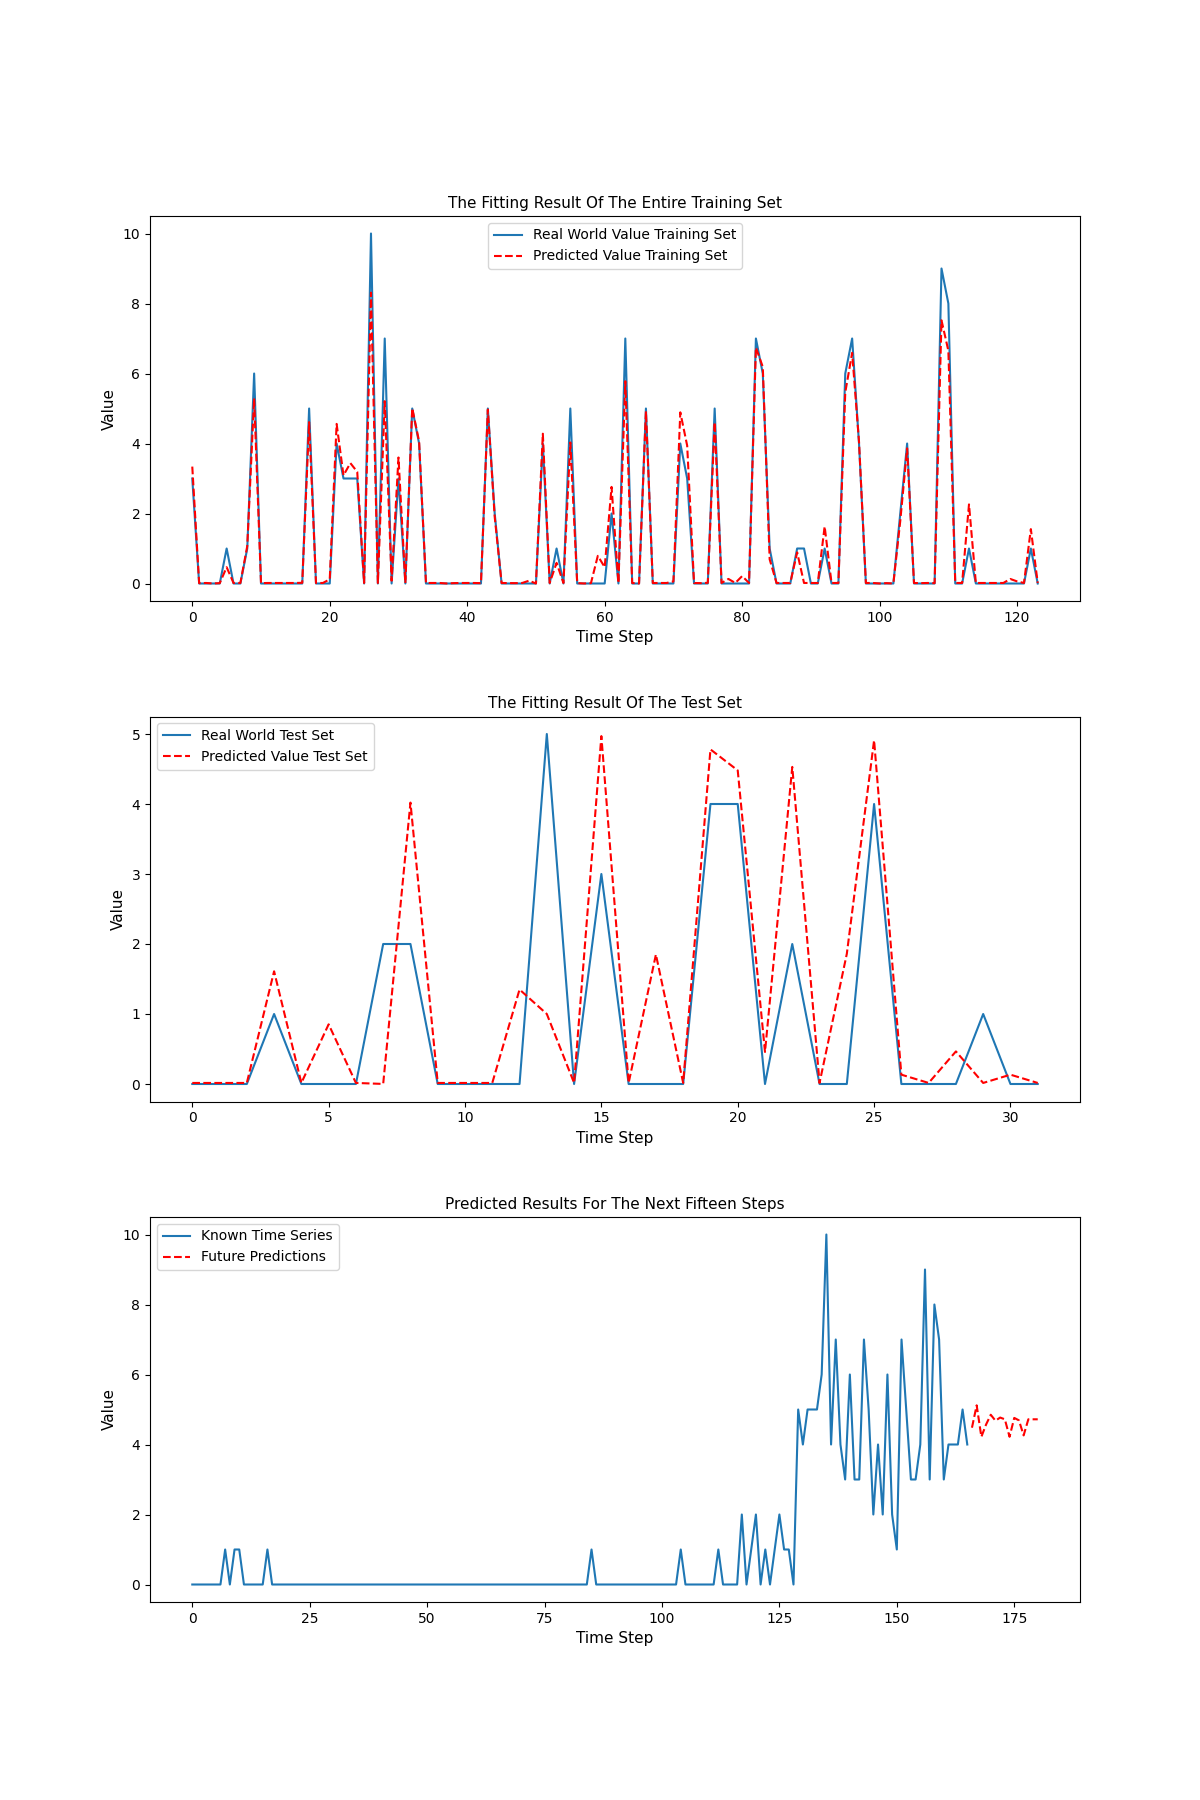 The Fitting Result Of The Entire Training Set
Real World Value Training Set
Predicted Value Training Set
Value
10
8
6
4
2
0
0 20 40 60 80 100 120
Time Step
The Fitting Result Of The Test Set
Real World Test Set
Predicted Value Test Set
Value
5
4
3
2
1
0
0 5 10 15 20 25 30
Time Step
Predicted Results For The Next Fifteen Steps
Known Time Series
Future Predictions
Value
10
8
6
4
2
0
0 25 50 75 100 125 150 175
Time Step